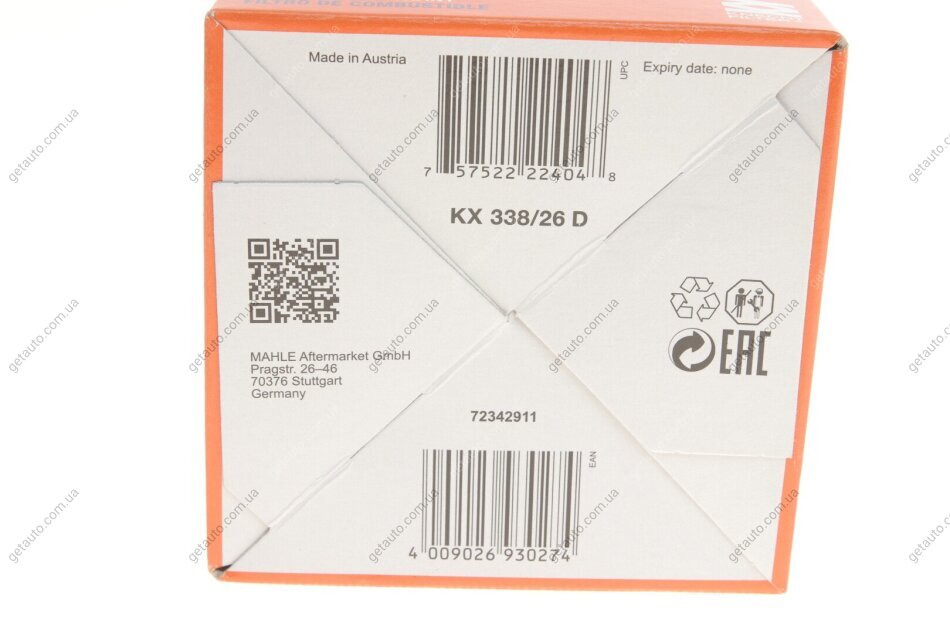 FILTRO DE COMBUSTIBLE
Made in Austria
UPC
Expiry date: none
7 57522 22404 8
KX 338/26 D
MAHLE Aftermarket GmbH
Pragstr. 26–46
70376 Stuttgart
Germany
EAC
72342911
EAN
4 009026 930274
getauto.com.ua